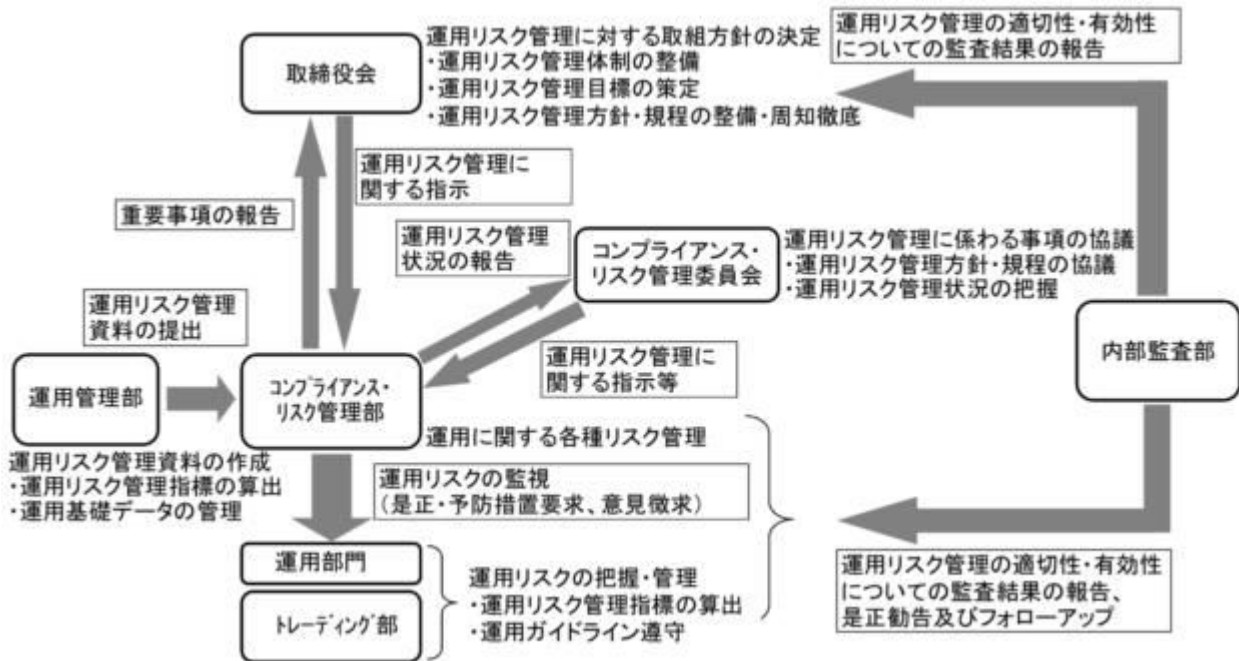 取締役会
運用リスク管理に対する取組方針の決定
・運用リスク管理体制の整備
・運用リスク管理目標の策定
・運用リスク管理方針・規程の整備・周知徹底
運用リスク管理の適切性・有効性
についての監査結果の報告
運用リスク管理に
関する指示
重要事項の報告
運用リスク管理
状況の報告
コンプライアンス・
リスク管理委員会
運用リスク管理に係わる事項の協議
・運用リスク管理方針・規程の協議
・運用リスク管理状況の把握
運用リスク管理
資料の提出
運用リスク管理に
関する指示等
内部監査部
運用管理部
コンプライアンス・
リスク管理部
運用に関する各種リスク管理
運用リスク管理資料の作成
・運用リスク管理指標の算出
・運用基礎データの管理
運用リスクの監視
(是正・予防措置要求、意見徴求)
運用部門
トレーディング部
運用リスクの把握・管理
・運用リスク管理指標の算出
・運用ガイドライン遵守
運用リスク管理の適切性・有効性
についての監査結果の報告、
是正勧告及びフォローアップ